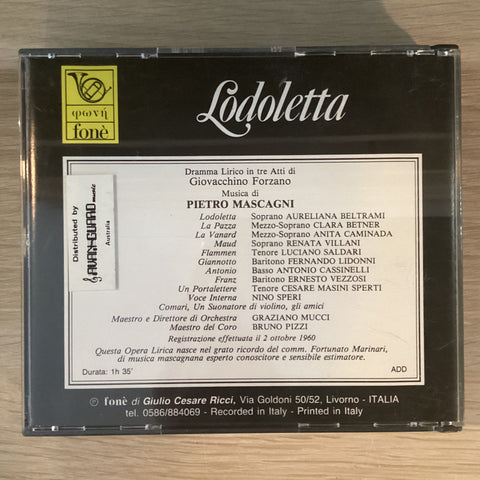 φωνή
fonè
Lodoletta
Dramma Lirico in tre Atti di
Giovacchino Forzano
Musica di
PIETRO MASCAGNI
Lodoletta Soprano AURELIANA BELTRAMI
La Pazza Mezzo-Soprano CLARA BETNER
La Vanard Mezzo-Soprano ANITA CAMINADA
Maud Soprano RENATA VILLANI
Flammen Tenore LUCIANO SALDARI
Giannotto Baritono FERNANDO LIDONNI
Antonio Basso ANTONIO CASSINELLI
Franz Baritono ERNESTO VEZZOSI
Un Portalettere Tenore CESARE MASINI SPERTI
Voce Interna NINO SPERI
Comari, Un Suonatore di violino, gli amici
Maestro e Direttore di Orchestra GRAZIANO MUCCI
Maestro del Coro BRUNO PIZZI
Registrazione effettuata il 2 ottobre 1960
Questa Opera Lirica nasce nel grato ricordo del comm. Fortunato Marinari,
di musica mascagnana esperto conoscitore e sensibile estimatore.
Durata: 1h 35' ADD
℗ fonè di Giulio Cesare Ricci, Via Goldoni 50/52, Livorno - ITALIA
tel. 0586/884069 - Recorded in Italy - Printed in Italy
Distributed by
AVAN-GUARD music
Australia